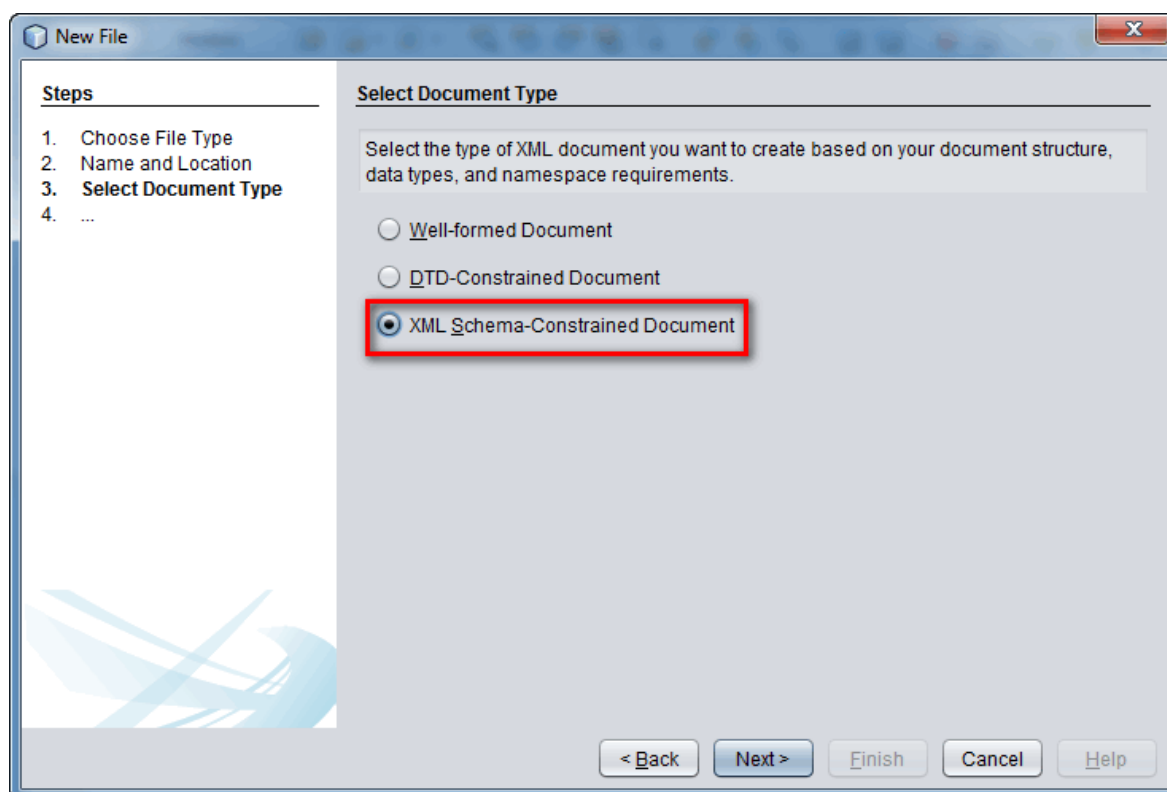 New File
X
Steps
1. Choose File Type
2. Name and Location
3. Select Document Type
4. ...
Select Document Type
Select the type of XML document you want to create based on your document structure,
data types, and namespace requirements.
Well-formed Document
DTD-Constrained Document
XML Schema-Constrained Document
< Back Next > Finish Cancel Help